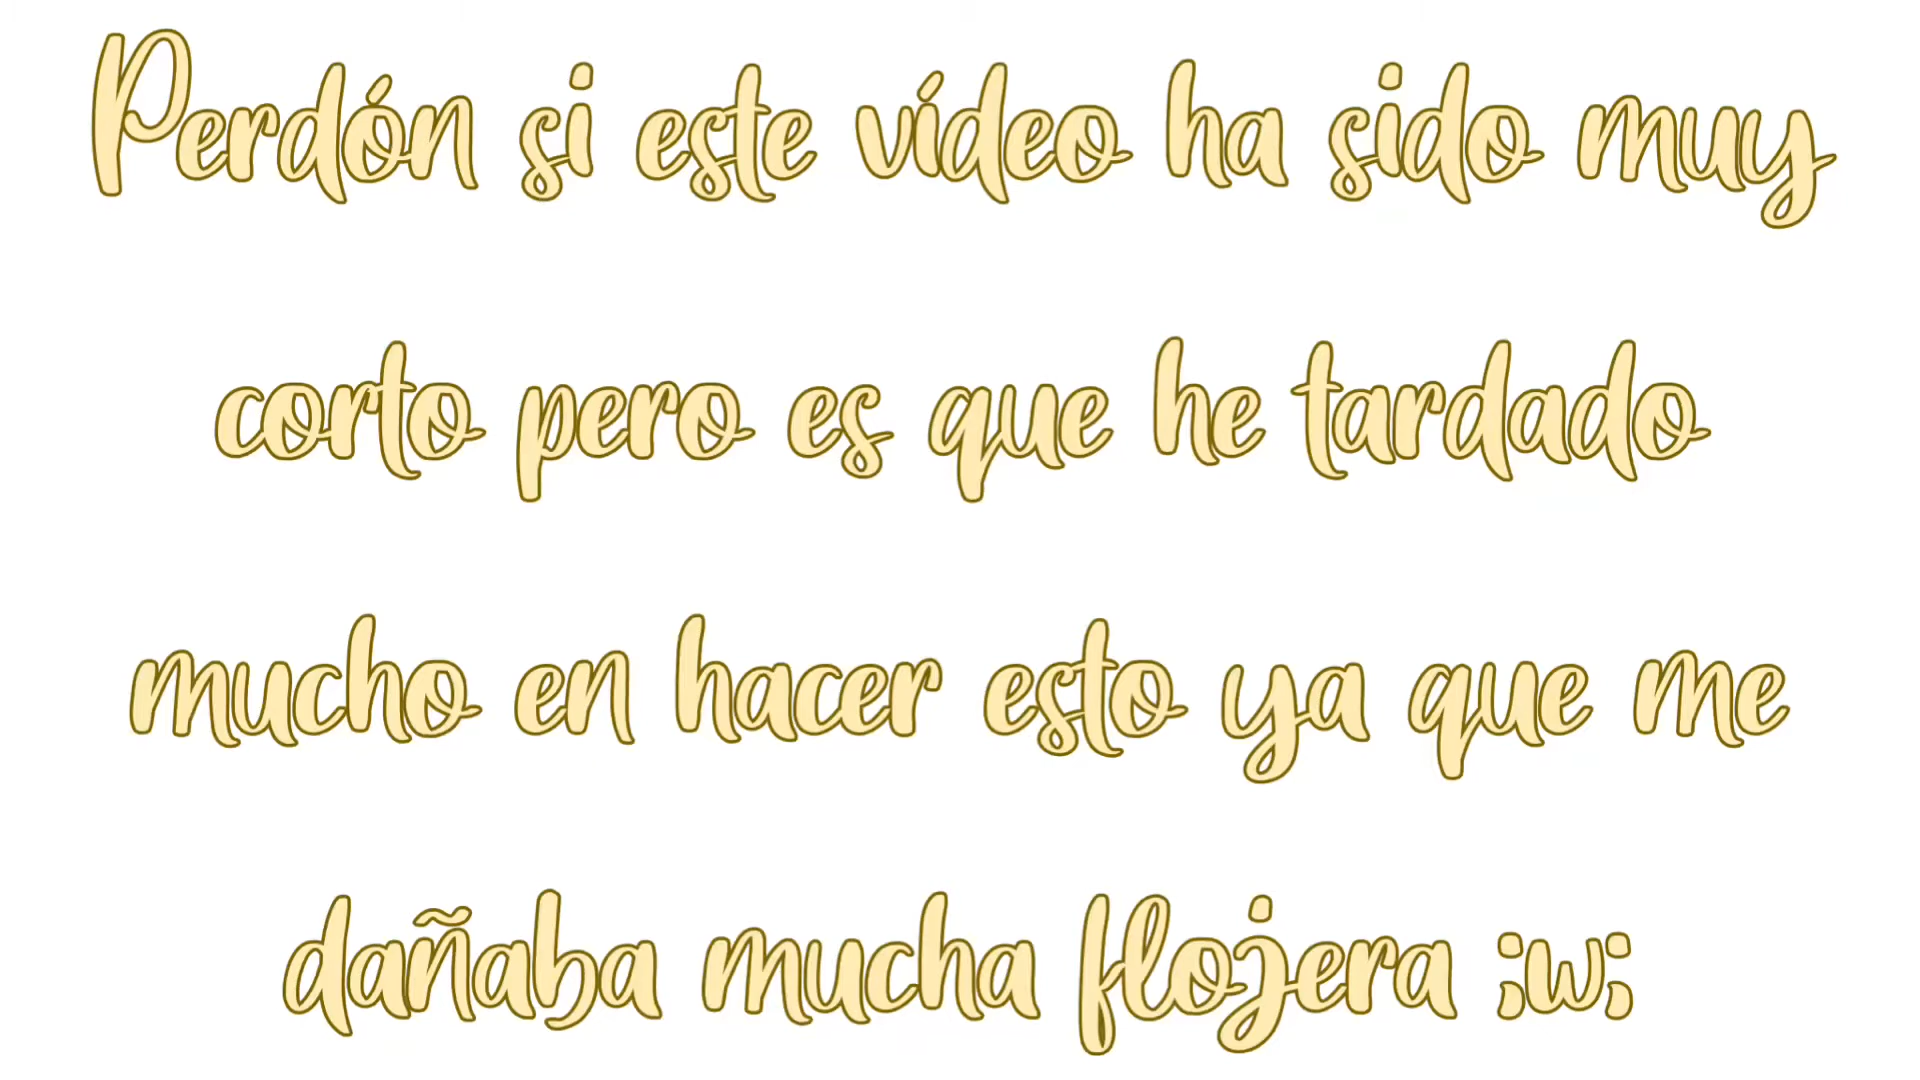 Perdón si este vídeo ha sido muy
corto pero es que he tardado
mucho en hacer esto ya que me
dañaba mucha flojera ;w;